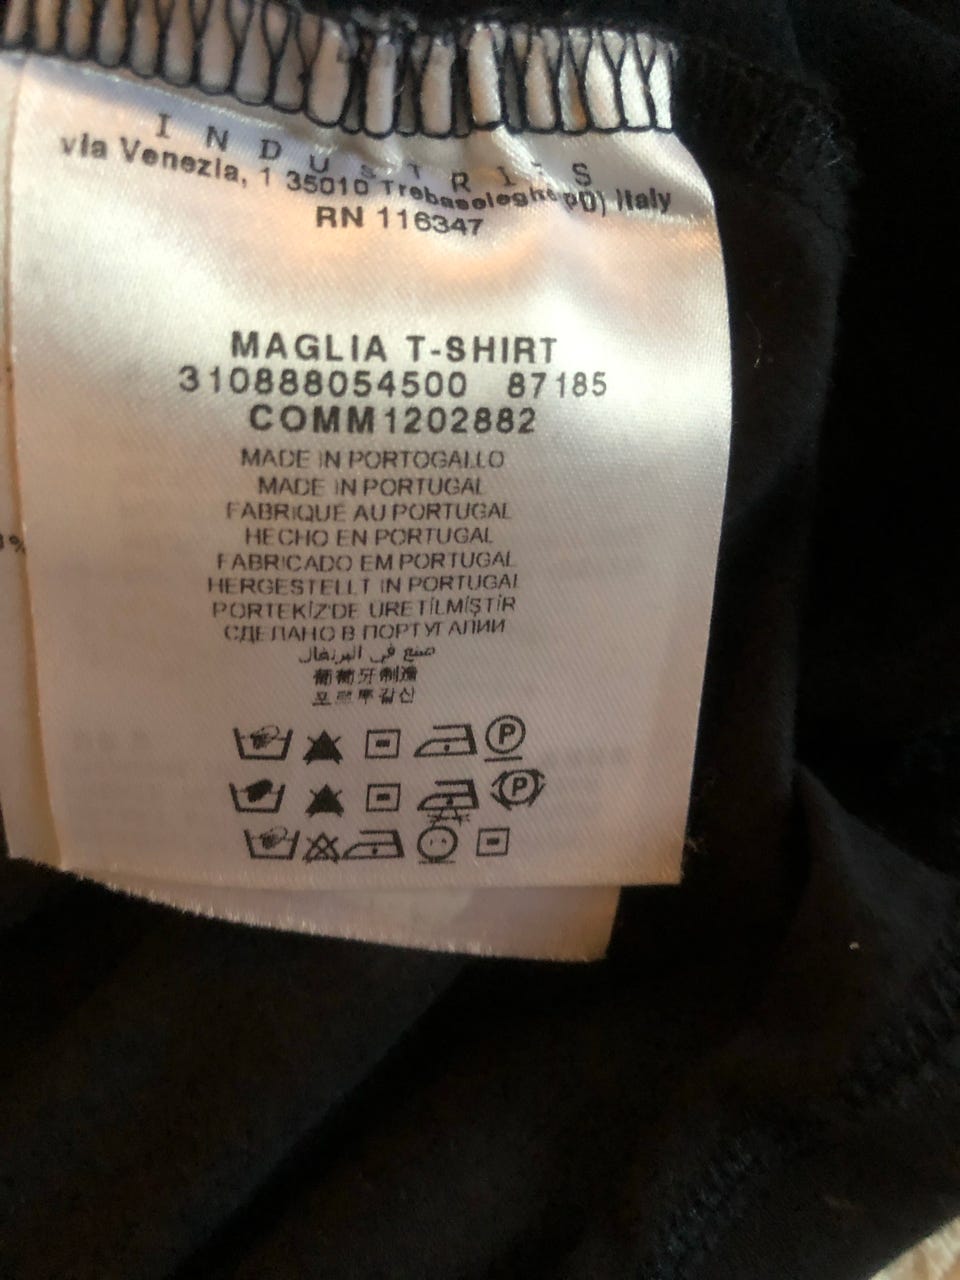 INDUSTRIES
via Venezia, 1 35010 Trebaseleghe (PD) Italy
RN 116347
MAGLIA T-SHIRT
310888054500 87185
COMM1202882
MADE IN PORTOGALLO
MADE IN PORTUGAL
FABRIQUÉ AU PORTUGAL
HECHO EN PORTUGAL
FABRICADO EM PORTUGAL
HERGESTELLT IN PORTUGAL
PORTEKİZ'DE ÜRETİLMİŞTİR
СДЕЛАНО В ПОРТУГАЛИИ
صنع في البرتغال
葡萄牙制造
포르투갈산
P
P